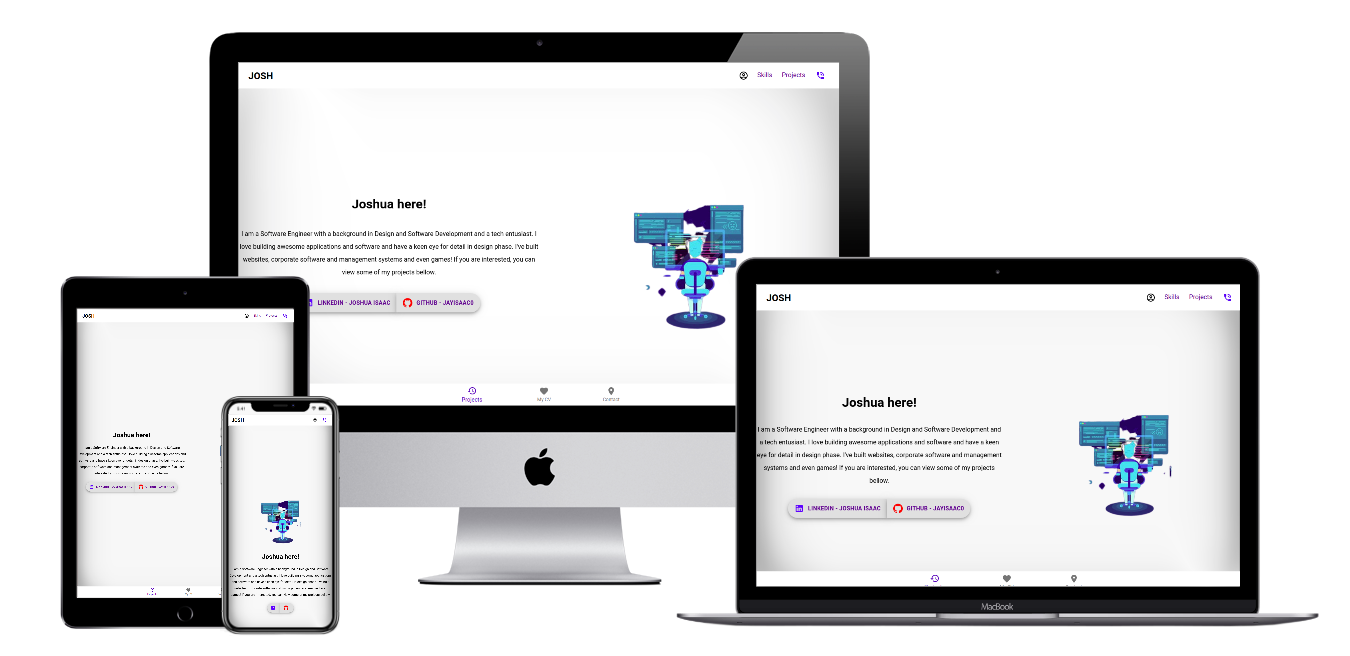 JOSH
Skills
Projects
Joshua here!
I am a Software Engineer with a background in Design and Software Development and a tech entusiast. I
love building awesome applications and software and have a keen eye for detail in design phase. I've built
websites, corporate software and management systems and even games! If you are interested, you can
view some of my projects bellow.
LINKEDIN - JOSHUA ISAAC
GITHUB - JAYISAAC0
Projects
My CV
Contact
JOSH
Skills
Projects
Joshua here!
I am a Software Engineer with a background in Design and Software Development and
a tech entusiast. I love building awesome applications and software and have a keen
eye for detail in design phase. I've built websites, corporate software and management
systems and even games! If you are interested, you can view some of my projects
bellow.
LINKEDIN - JOSHUA ISAAC
GITHUB - JAYISAAC0
MacBook
JOSH
Joshua here!
JOSH
Joshua here!